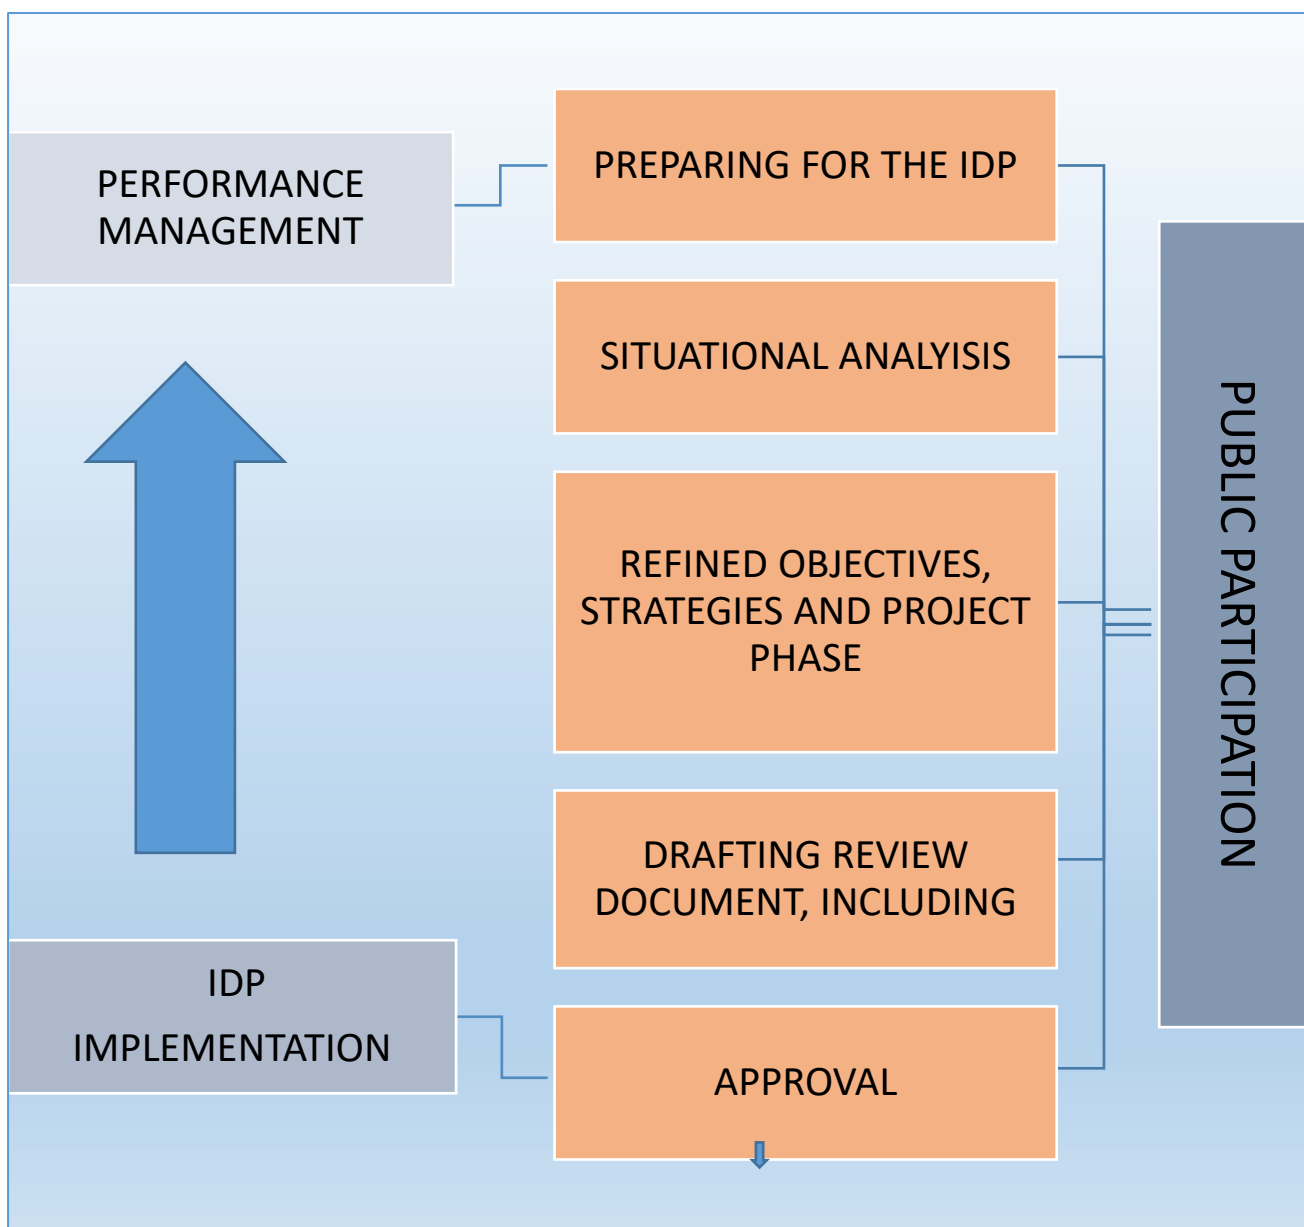 PERFORMANCE
MANAGEMENT
PREPARING FOR THE IDP
SITUATIONAL ANALYISIS
REFINED OBJECTIVES,
STRATEGIES AND PROJECT
PHASE
DRAFTING REVIEW
DOCUMENT, INCLUDING
IDP
IMPLEMENTATION
APPROVAL
PUBLIC PARTICIPATION